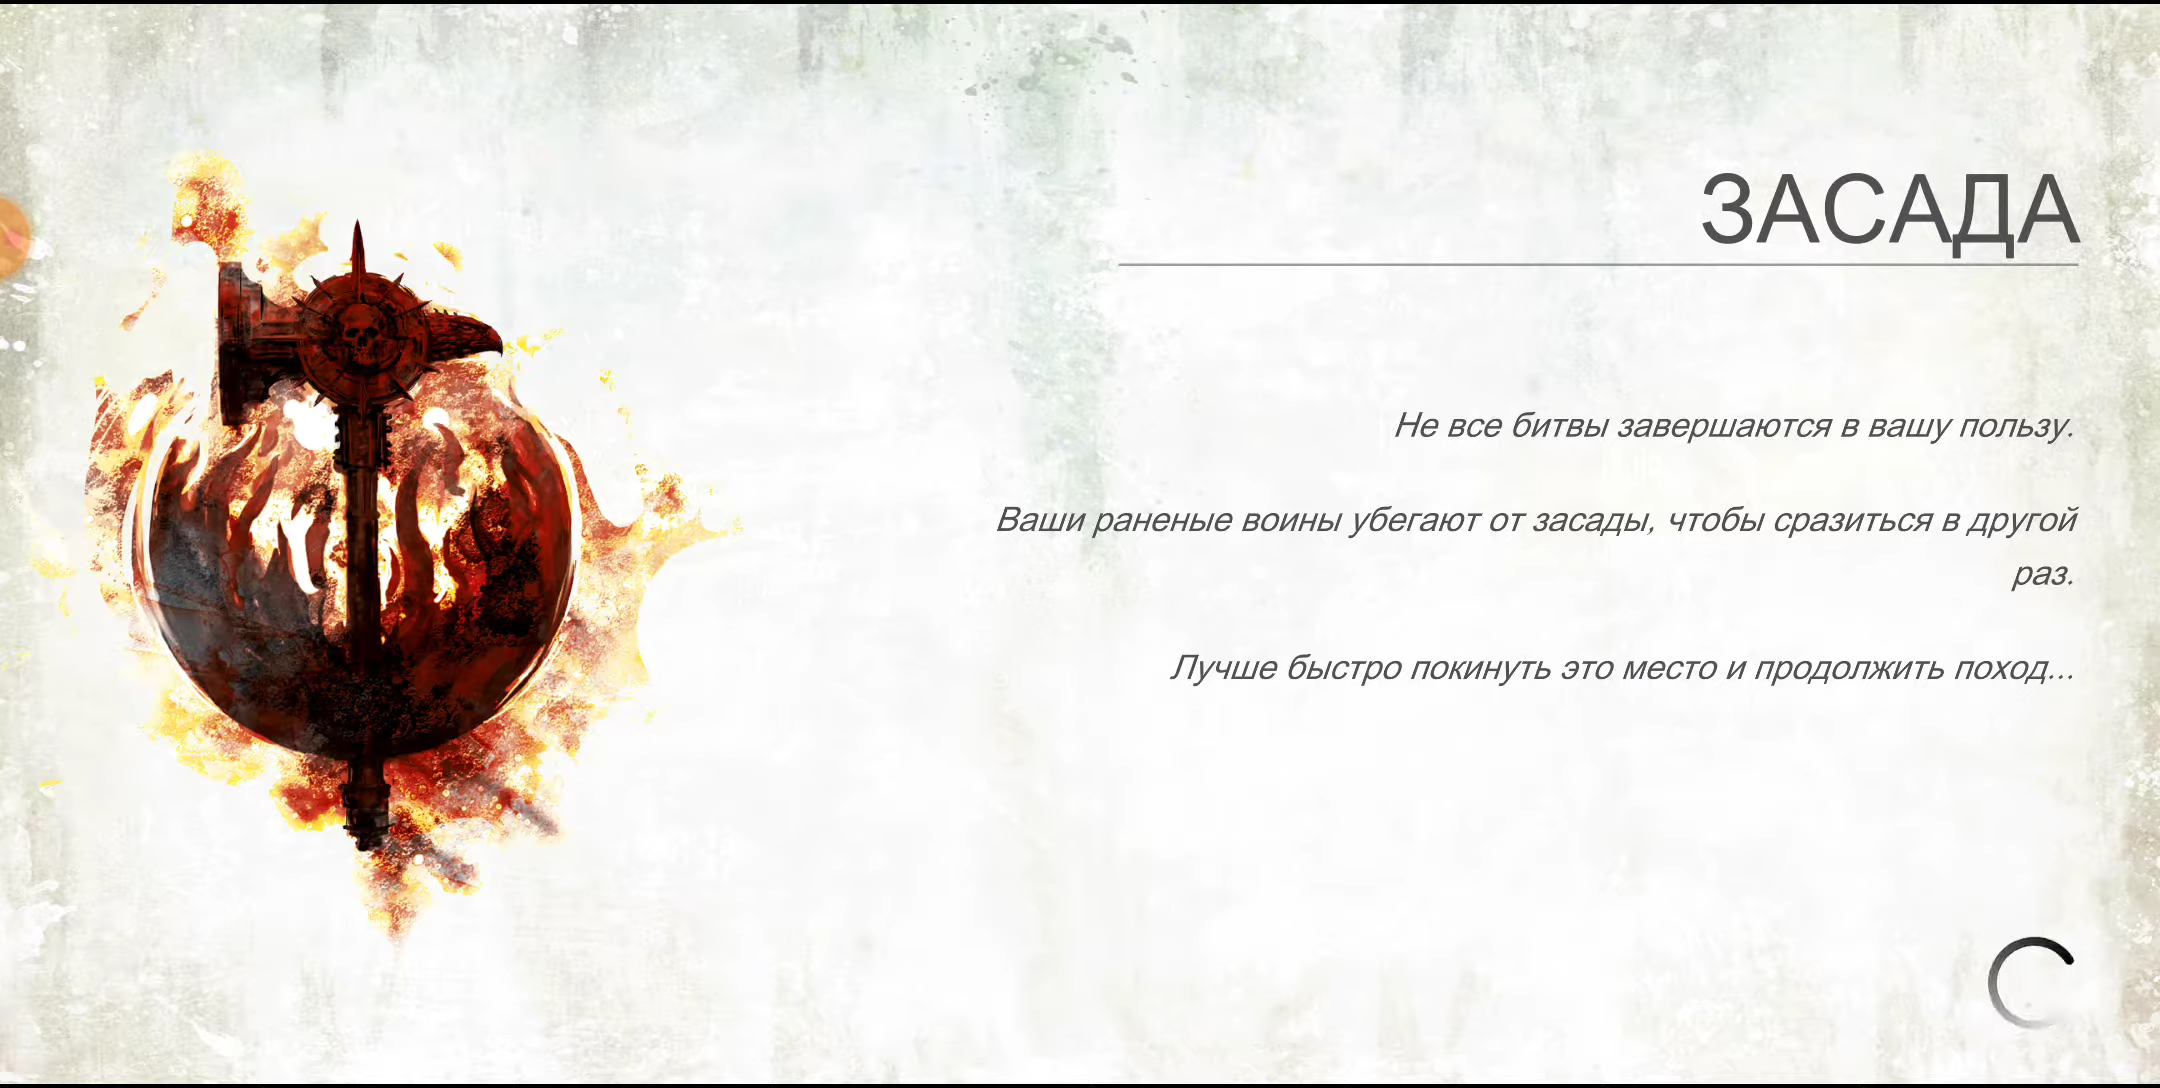 ЗАСАДА
Не все битвы завершаются в вашу пользу.
Ваши раненые воины убегают от засады, чтобы сразиться в другой
раз.
Лучше быстро покинуть это место и продолжить поход...